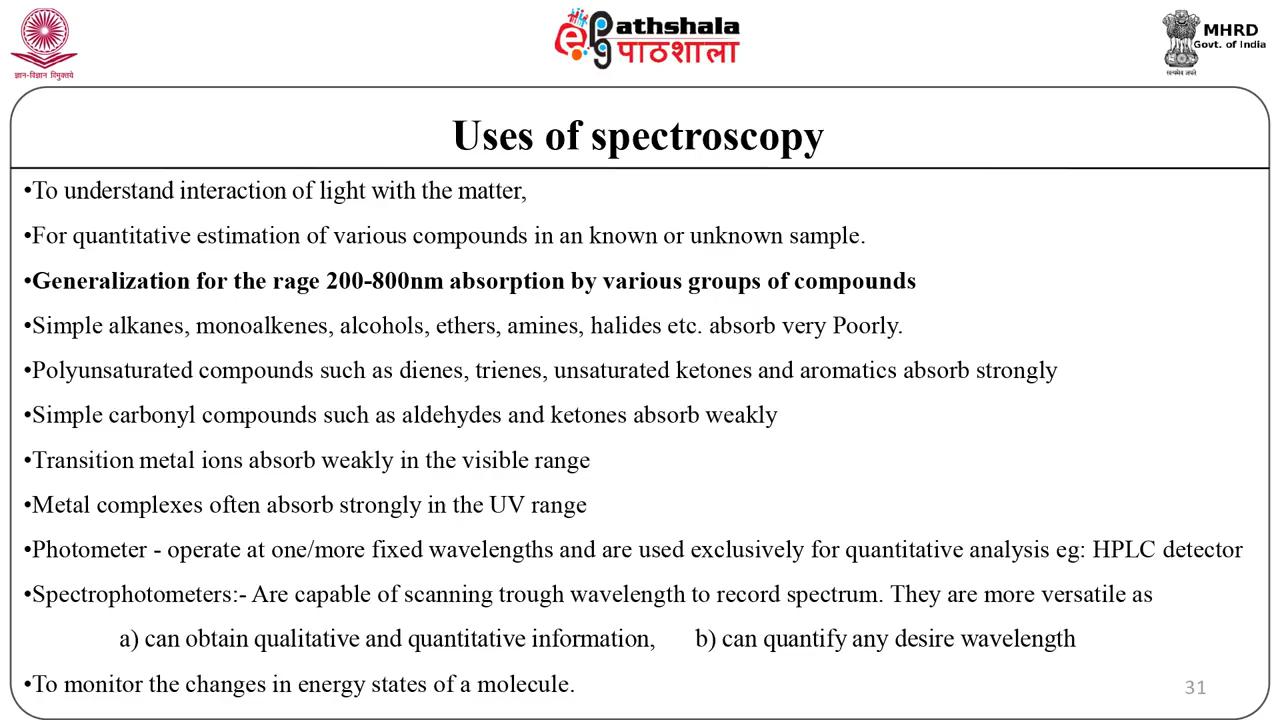 ज्ञान-विज्ञान विमुक्तये
ePathshala
पाठशाला
MHRD
Govt. of India
सत्यमेव जयते
Uses of spectroscopy
•To understand interaction of light with the matter,
•For quantitative estimation of various compounds in an known or unknown sample.
•Generalization for the rage 200-800nm absorption by various groups of compounds
•Simple alkanes, monoalkenes, alcohols, ethers, amines, halides etc. absorb very Poorly.
•Polyunsaturated compounds such as dienes, trienes, unsaturated ketones and aromatics absorb strongly
•Simple carbonyl compounds such as aldehydes and ketones absorb weakly
•Transition metal ions absorb weakly in the visible range
•Metal complexes often absorb strongly in the UV range
•Photometer - operate at one/more fixed wavelengths and are used exclusively for quantitative analysis eg: HPLC detector
•Spectrophotometers:- Are capable of scanning trough wavelength to record spectrum. They are more versatile as
a) can obtain qualitative and quantitative information, b) can quantify any desire wavelength
•To monitor the changes in energy states of a molecule.
31